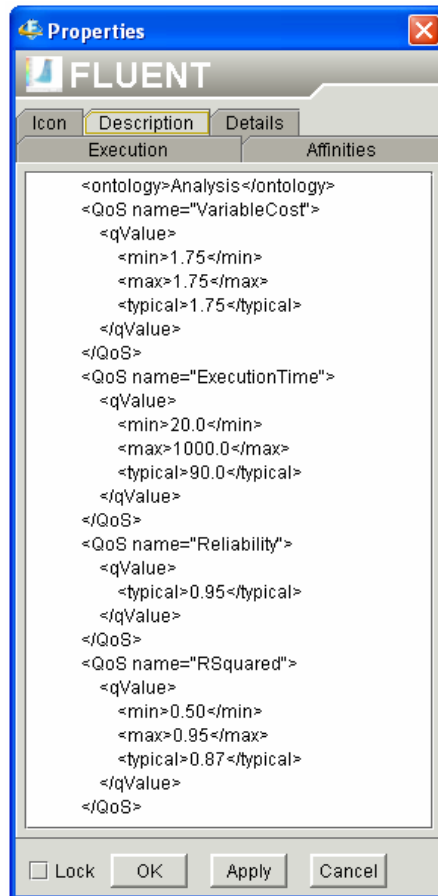 Properties
FLUENT
Icon Description Details
Execution Affinities
<ontology>Analysis</ontology>
<QoS name="VariableCost">
<qValue>
<min>1.75</min>
<max>1.75</max>
<typical>1.75</typical>
</qValue>
</QoS>
<QoS name="ExecutionTime">
<qValue>
<min>20.0</min>
<max>1000.0</max>
<typical>90.0</typical>
</qValue>
</QoS>
<QoS name="Reliability">
<qValue>
<typical>0.95</typical>
</qValue>
</QoS>
<QoS name="RSquared">
<qValue>
<min>0.50</min>
<max>0.95</max>
<typical>0.87</typical>
</qValue>
</QoS>
Lock OK Apply Cancel